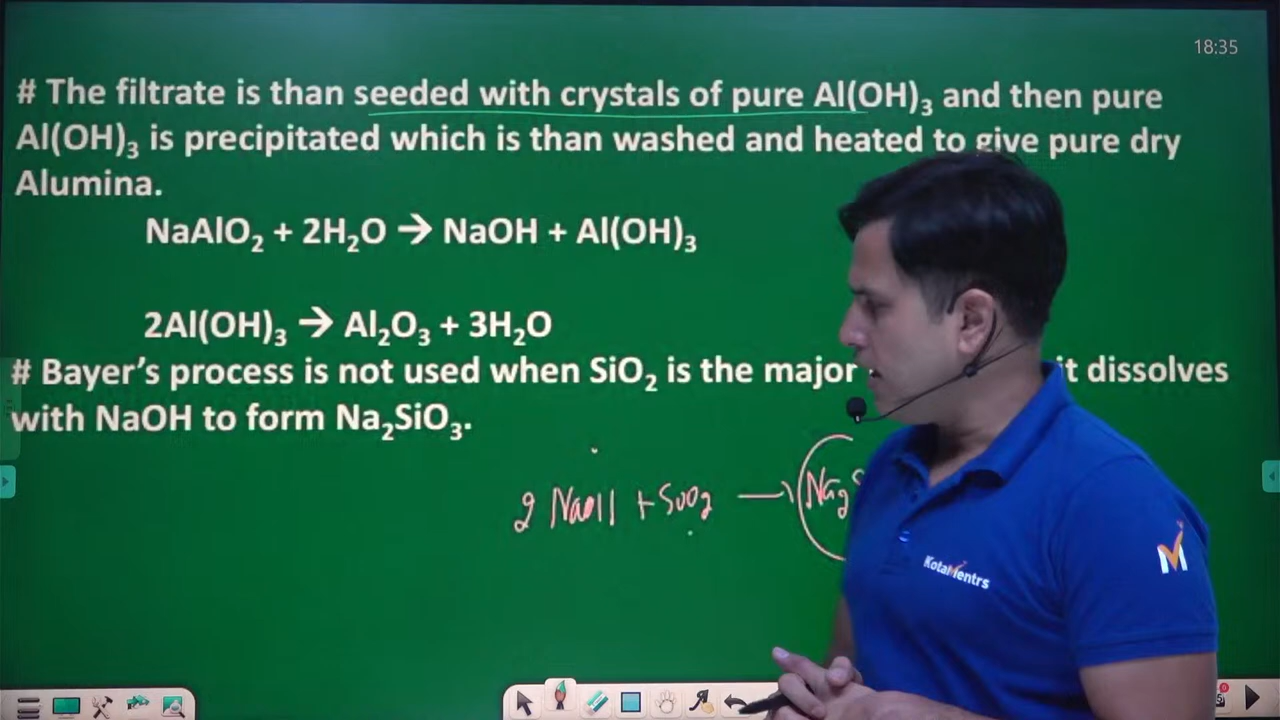 18:35
# The filtrate is than seeded with crystals of pure Al(OH)₃ and then pure
Al(OH)₃ is precipitated which is than washed and heated to give pure dry
Alumina.
NaAlO₂ + 2H₂O → NaOH + Al(OH)₃
2Al(OH)₃ → Al₂O₃ + 3H₂O
# Bayer’s process is not used when SiO₂ is the major it dissolves
with NaOH to form Na₂SiO₃.
2 NaOH + SiO₂ → Na₂S
KotaMentrs
M